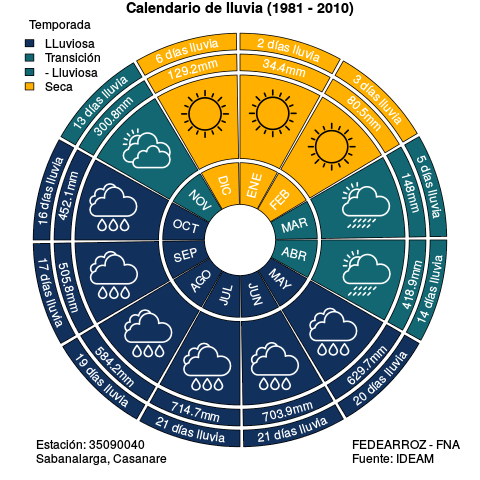 Calendario de lluvia (1981 - 2010)
Temporada
LLuviosa
Transición
- Lluviosa
Seca
2 días lluvia
34.4mm
ENE
3 días lluvia
80.5mm
FEB
5 días lluvia
148mm
MAR
14 días lluvia
418.9mm
ABR
20 días lluvia
629.7mm
MAY
21 días lluvia
703.9mm
JUN
21 días lluvia
714.7mm
JUL
19 días lluvia
584.2mm
AGO
17 días lluvia
505.8mm
SEP
16 días lluvia
452.1mm
OCT
13 días lluvia
300.8mm
NOV
6 días lluvia
129.2mm
DIC
Estación: 35090040
Sabanalarga, Casanare
FEDEARROZ - FNA
Fuente: IDEAM